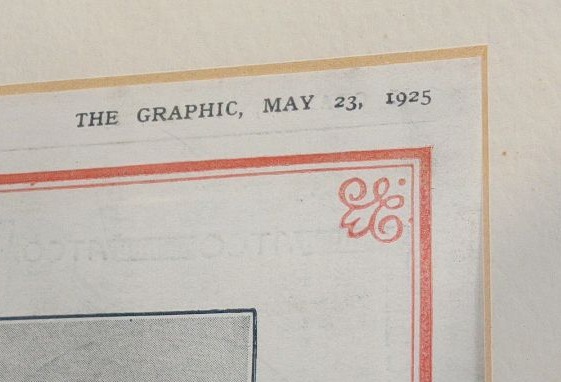 THE GRAPHIC, MAY 23, 1925